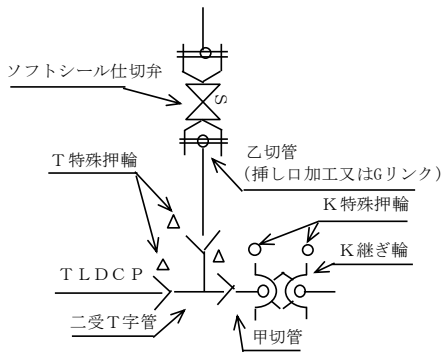 ソフトシール仕切弁
S
乙切管
(挿し口加工又はGリンク)
T特殊押輪
K特殊押輪
K継ぎ輪
TLDCP
二受T字管
甲切管